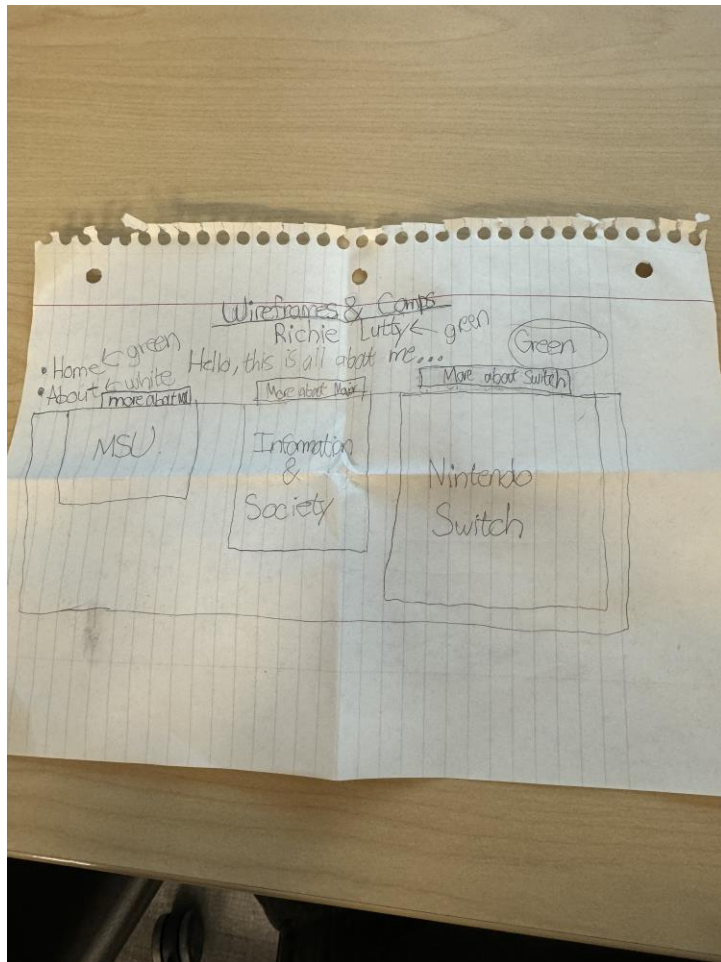 Wireframes & Comps
Richie Lutty ← green
Green
• Home ← green
Hello, this is all about me...
• About ← white
more about
More about Major
More about Switch
MSU
Information
&
Society
Nintendo
Switch